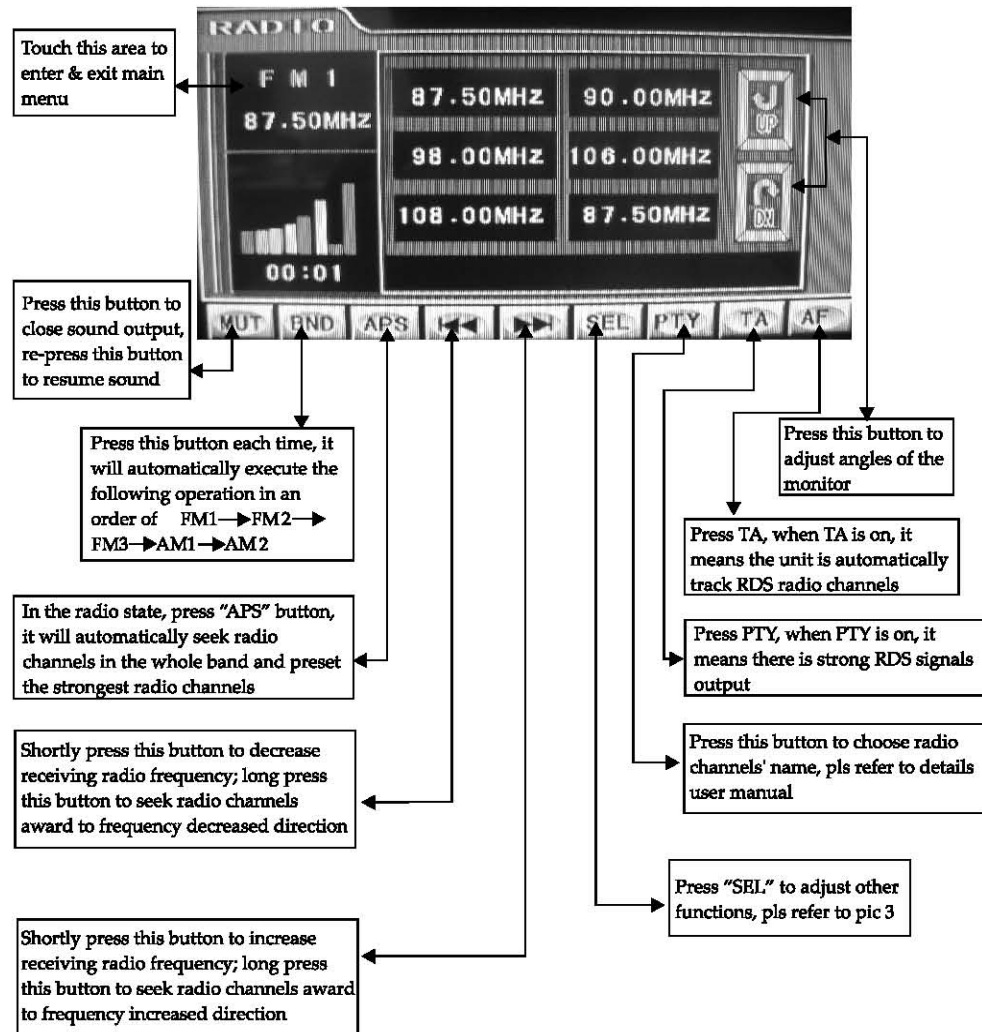 RADIO
Touch this area to
enter & exit main
menu
FM1
87.50MHz
87.50MHz 90.00MHz
UP
98.00MHz 106.00MHz
108.00MHz 87.50MHz
DN
00:01
MUT BND APS SEL PTY TA AF
Press this button to
close sound output,
re-press this button
to resume sound
Press this button each time, it
will automatically execute the
following operation in an
order of FM1→FM2→
FM3→AM1→AM2
Press this button to
adjust angles of the
monitor
Press TA, when TA is on, it
means the unit is automatically
track RDS radio channels
In the radio state, press "APS" button,
it will automatically seek radio
channels in the whole band and preset
the strongest radio channels
Press PTY, when PTY is on, it
means there is strong RDS signals
output
Shortly press this button to decrease
receiving radio frequency; long press
this button to seek radio channels
award to frequency decreased direction
Press this button to choose radio
channels' name, pls refer to details
user manual
Press "SEL" to adjust other
functions, pls refer to pic 3
Shortly press this button to increase
receiving radio frequency; long press
this button to seek radio channels award
to frequency increased direction